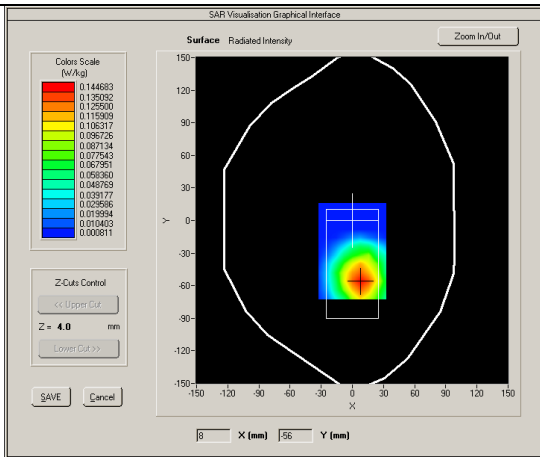 SAR Visualisation Graphical Interface
Surface Radiated Intensity
Zoom In/Out
Colors Scale
(W/kg)
0.144683
0.135092
0.125500
0.115909
0.106317
0.096726
0.087134
0.077543
0.067951
0.058360
0.048769
0.039177
0.029586
0.019994
0.010403
0.000811
Z-Cuts Control
<< Upper Cut
Z = 4.0 mm
Lower Cut >>
SAVE Cancel
150
120
90
60
30
0
-30
-60
-90
-120
-150
Y
-150 -120 -90 -60 -30 0 30 60 90 120 150
X
8 X (mm) -56 Y (mm)